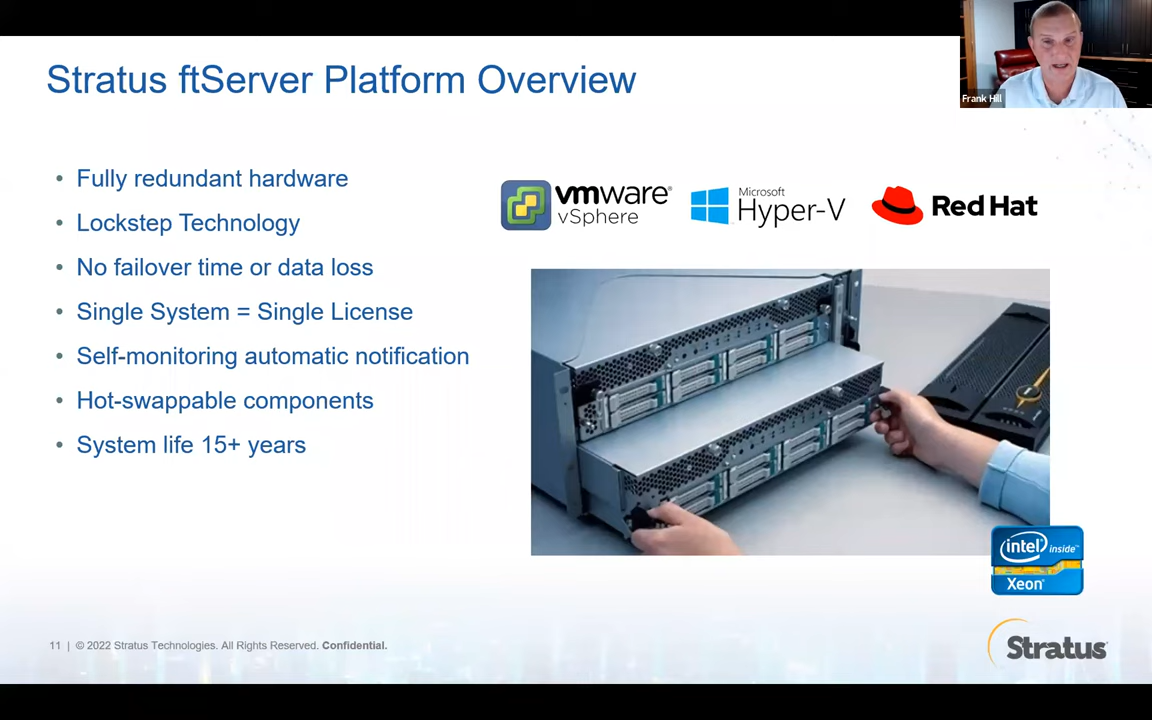 Stratus ftServer Platform Overview
Frank Hill
• Fully redundant hardware
• Lockstep Technology
• No failover time or data loss
• Single System = Single License
• Self-monitoring automatic notification
• Hot-swappable components
• System life 15+ years
vmware®
vSphere
Microsoft
Hyper-V
Red Hat
intel® inside™
Xeon®
11 | © 2022 Stratus Technologies. All Rights Reserved. Confidential.
Stratus®